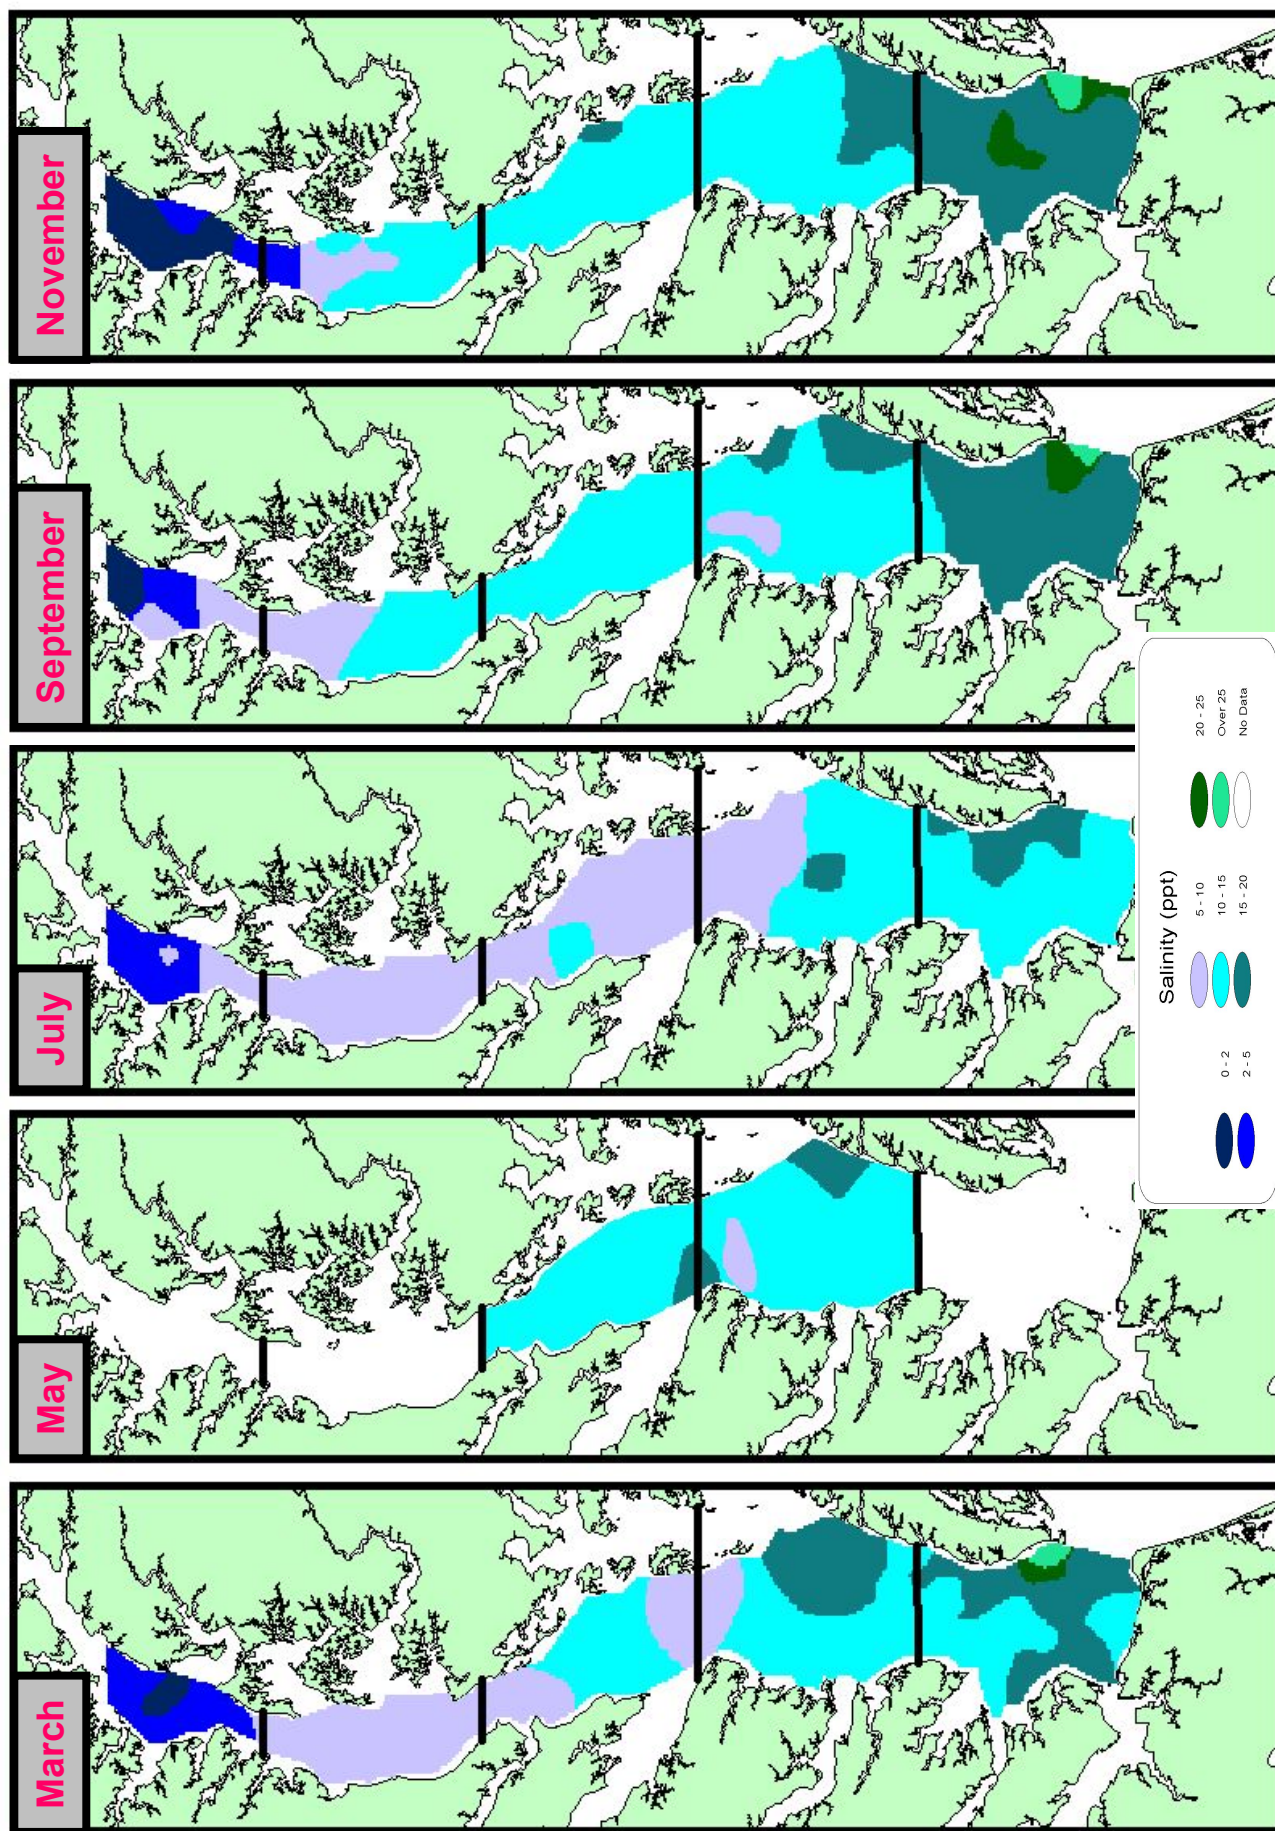 November
September
July
May
March
Salinity (ppt)
0 - 2
2 - 5
5 - 10
10 - 15
15 - 20
20 - 25
Over 25
No Data